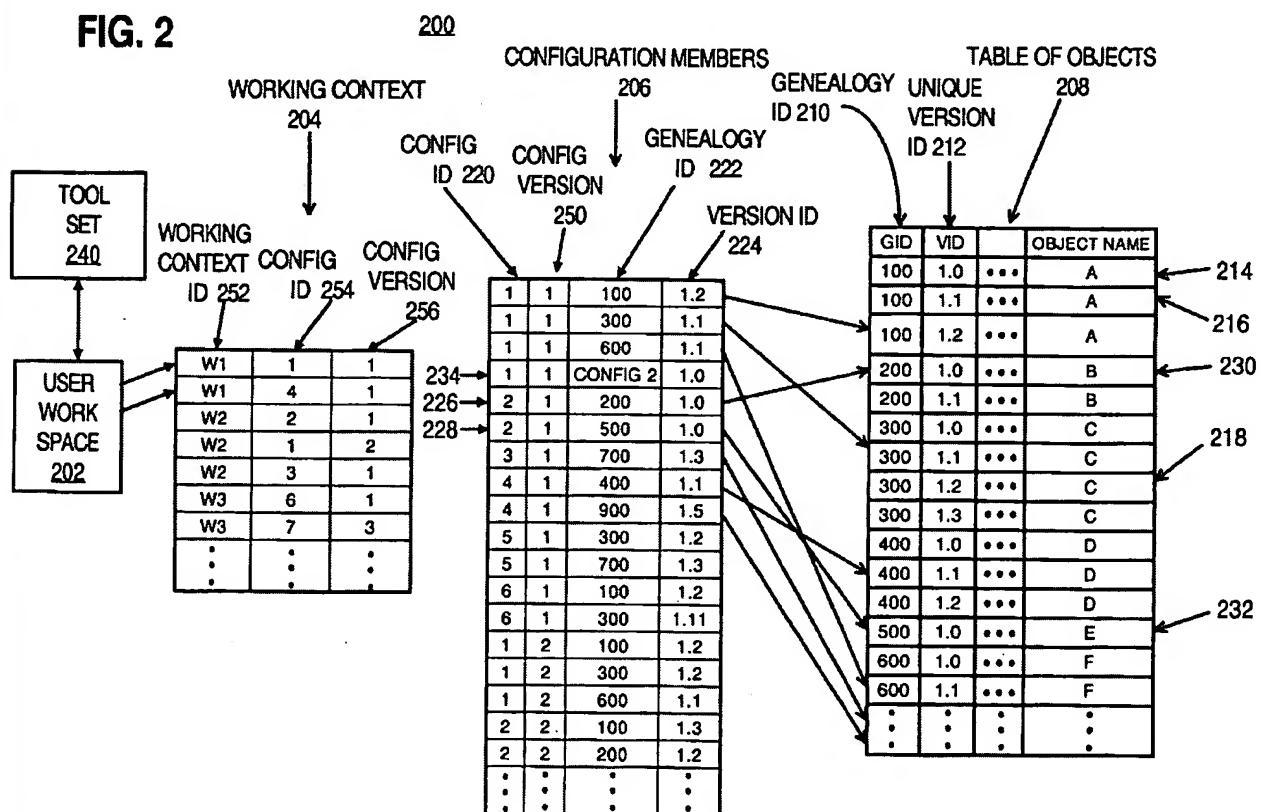 FIG. 2
200
WORKING CONTEXT
204
CONFIGURATION MEMBERS
206
TABLE OF OBJECTS
208
GENEALOGY
ID 210
UNIQUE
VERSION
ID 212
CONFIG
ID 220
CONFIG
VERSION
250
GENEALOGY
ID 222
VERSION ID
224
TOOL
SET
240
USER
WORK
SPACE
202
WORKING
CONTEXT
ID 252
CONFIG
ID 254
CONFIG
VERSION
256
W1 1 1
W1 4 1
W2 2 1
W2 1 2
W2 3 1
W3 6 1
W3 7 3
234
226
228
1 1 100 1.2
1 1 300 1.1
1 1 600 1.1
1 1 CONFIG 2 1.0
2 1 200 1.0
2 1 500 1.0
3 1 700 1.3
4 1 400 1.1
4 1 900 1.5
5 1 300 1.2
5 1 700 1.3
6 1 100 1.2
6 1 300 1.11
1 2 100 1.2
1 2 300 1.2
1 2 600 1.1
2 2 100 1.3
2 2 200 1.2
GID VID OBJECT NAME
100 1.0 ••• A
100 1.1 ••• A
100 1.2 ••• A
200 1.0 ••• B
200 1.1 ••• B
300 1.0 ••• C
300 1.1 ••• C
300 1.2 ••• C
300 1.3 ••• C
400 1.0 ••• D
400 1.1 ••• D
400 1.2 ••• D
500 1.0 ••• E
600 1.0 ••• F
600 1.1 ••• F
214
216
230
218
232